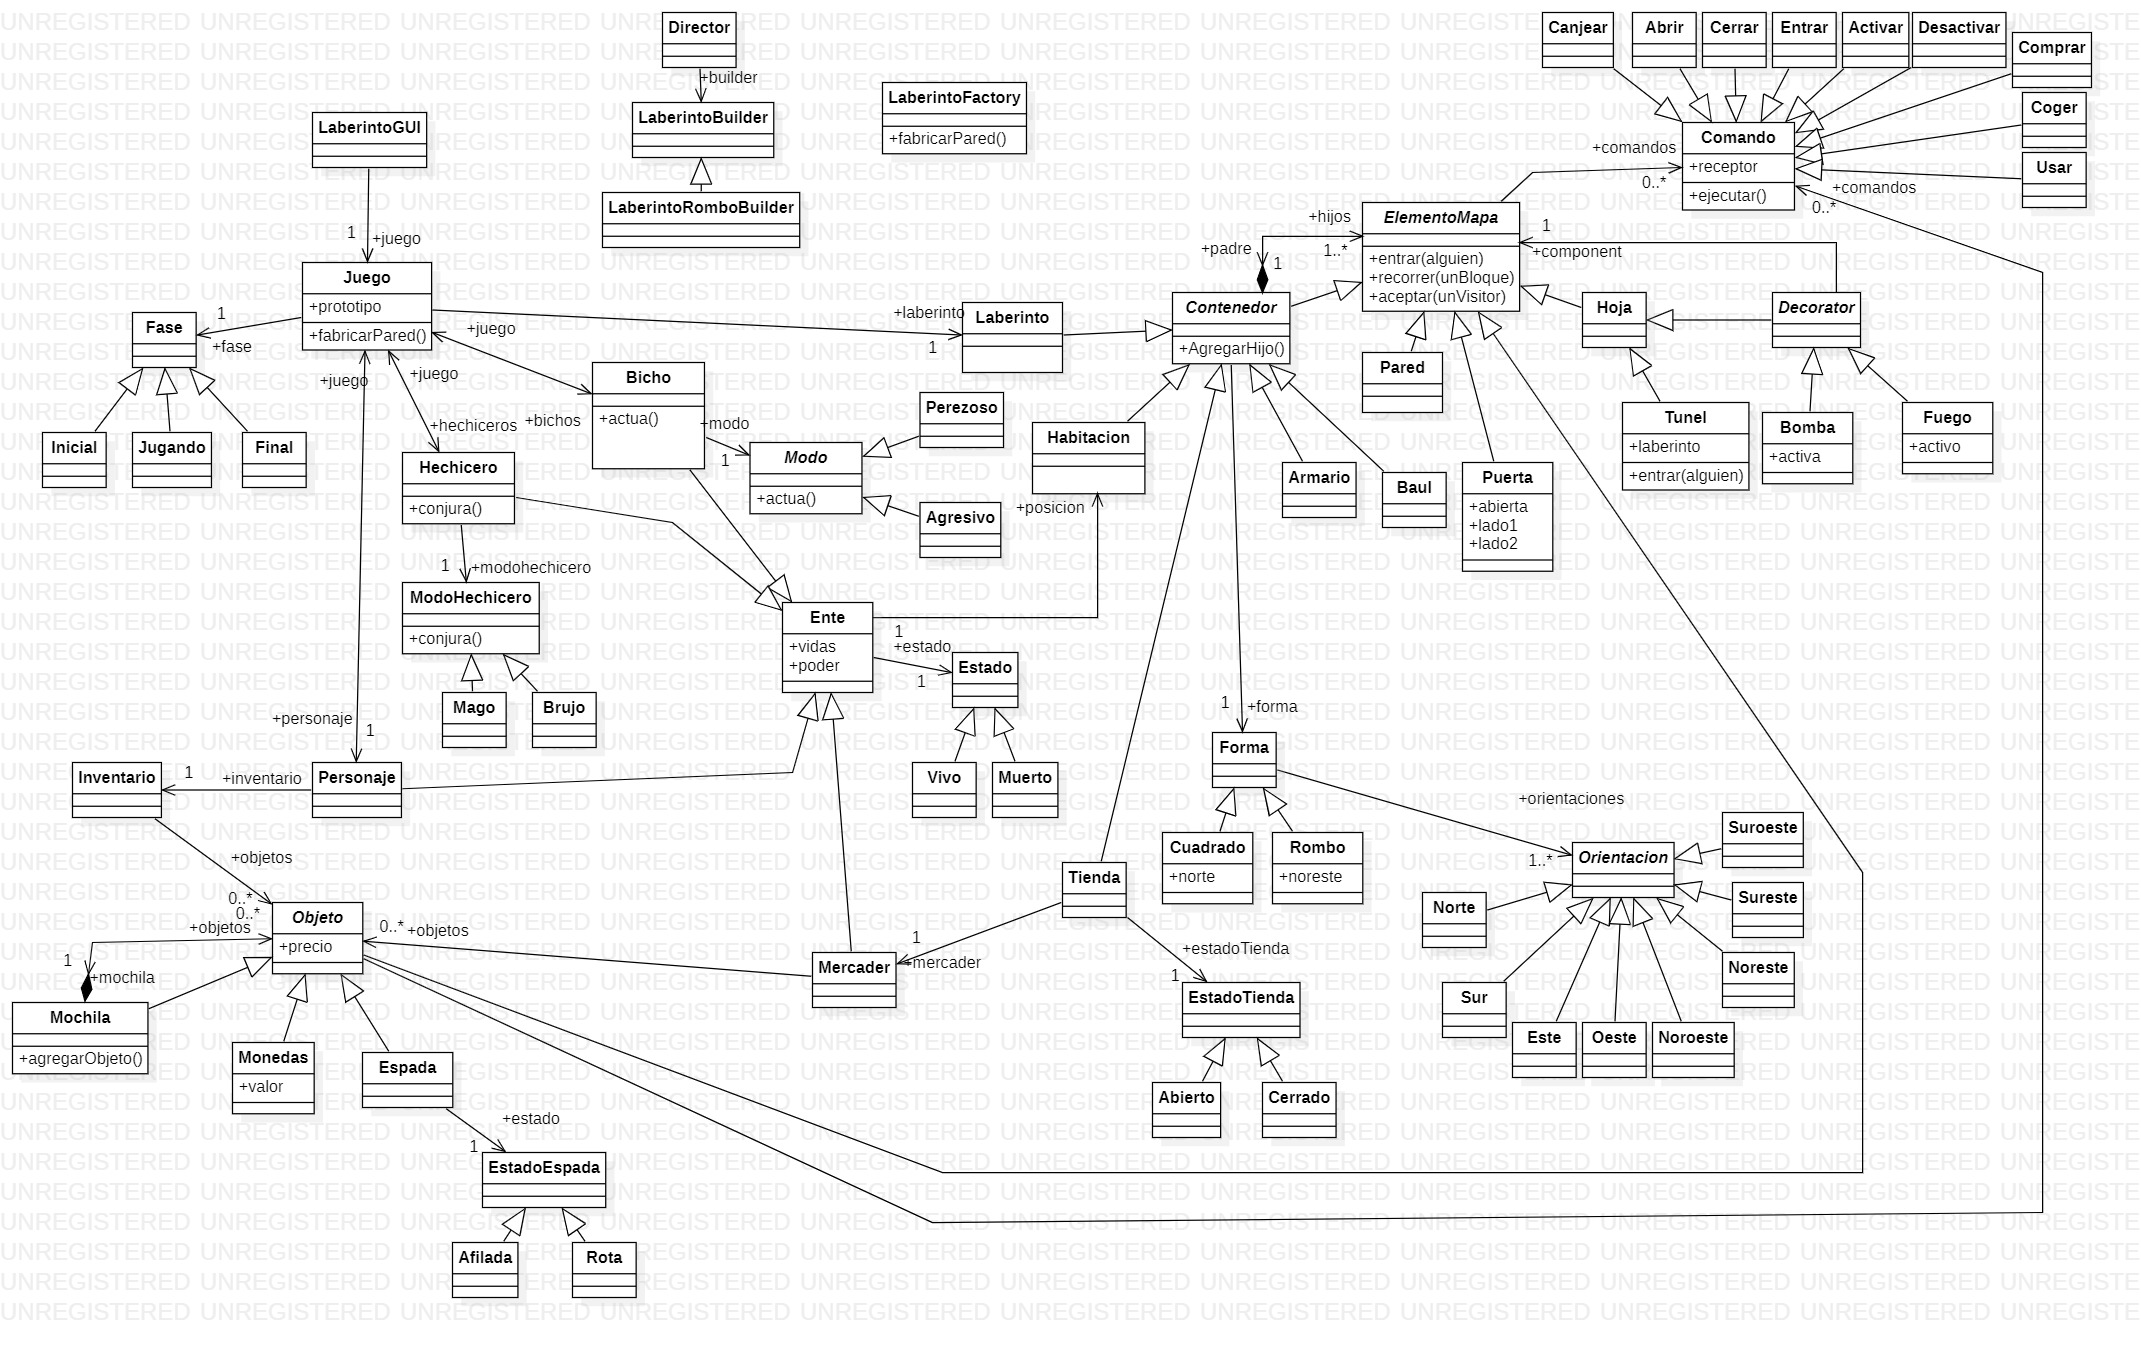 Director
+builder
LaberintoBuilder
LaberintoRomboBuilder
LaberintoFactory
+fabricarPared()
LaberintoGUI
1
+juego
Juego
+prototipo
+fabricarPared()
1
+fase
Fase
Inicial
Jugando
Final
+juego
+juego
+juego
+hechiceros
+bichos
Bicho
+actua()
+modo
1
Modo
+actua()
Perezoso
Agresivo
Hechicero
+conjura()
1
+modohechicero
ModoHechicero
+conjura()
Mago
Brujo
+laberinto
1
Laberinto
Canjear
Abrir
Cerrar
Entrar
Activar
Desactivar
Comprar
Coger
Usar
Comando
+receptor
+ejecutar()
+comandos
0..*
+comandos
0..*
+hijos
1..*
+padre
1
ElementoMapa
+entrar(alguien)
+recorrer(unBloque)
+aceptar(unVisitor)
1
+component
Contenedor
+AgregarHijo()
Hoja
Decorator
Pared
Puerta
+abierta
+lado1
+lado2
Tunel
+laberinto
+entrar(alguien)
Bomba
+activa
Fuego
+activo
Habitacion
+posicion
Armario
Baul
Ente
+vidas
+poder
1
+estado
1
Estado
Vivo
Muerto
+personaje
1
Personaje
+inventario
1
Inventario
+objetos
0..*
0..*
+objetos
1
+mochila
Objeto
+precio
0..*
+objetos
Mochila
+agregarObjeto()
Monedas
+valor
Espada
+estado
1
EstadoEspada
Afilada
Rota
Mercader
1
+mercader
Tienda
+estadoTienda
1
EstadoTienda
Abierto
Cerrado
1
+forma
Forma
Cuadrado
+norte
Rombo
+noreste
+orientaciones
1..*
Orientacion
Suroeste
Sureste
Noreste
Norte
Sur
Este
Oeste
Noroeste
UNREGISTERED